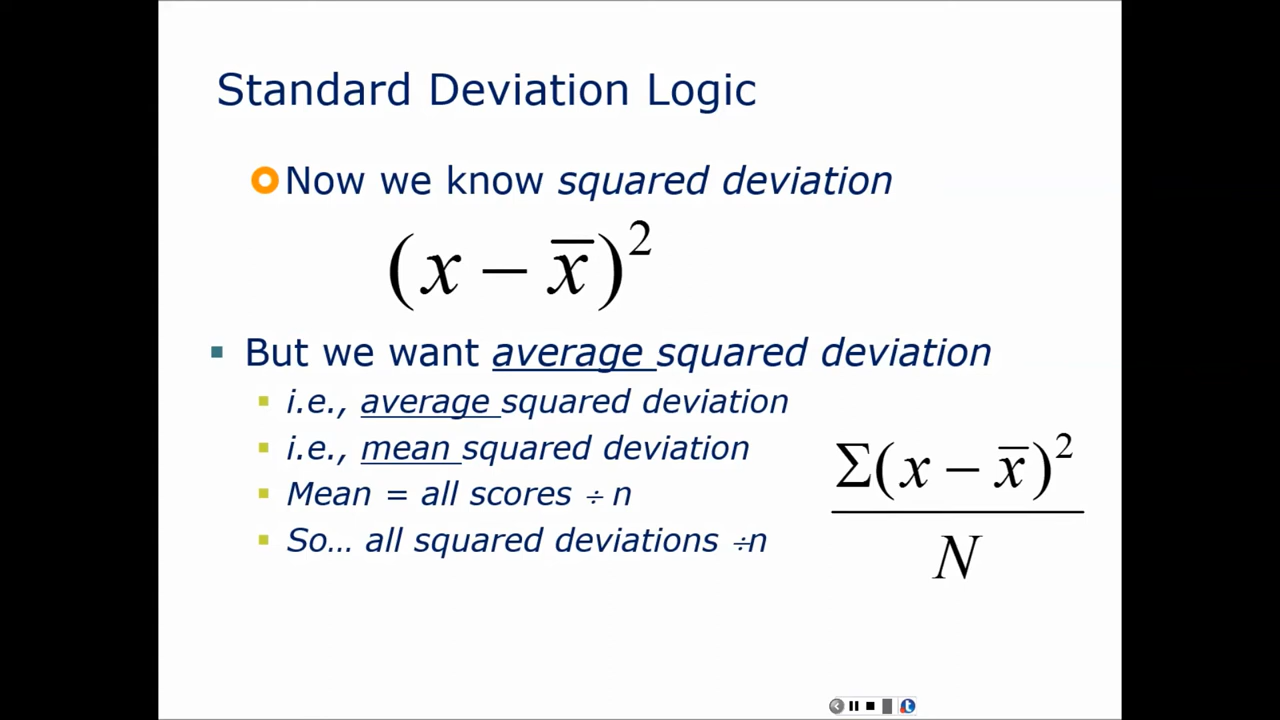 Standard Deviation Logic
Now we know squared deviation
(x − x̅)²
But we want average squared deviation
i.e., average squared deviation
i.e., mean squared deviation
Mean = all scores ÷ n
So… all squared deviations ÷n
Σ(x − x̅)²
N